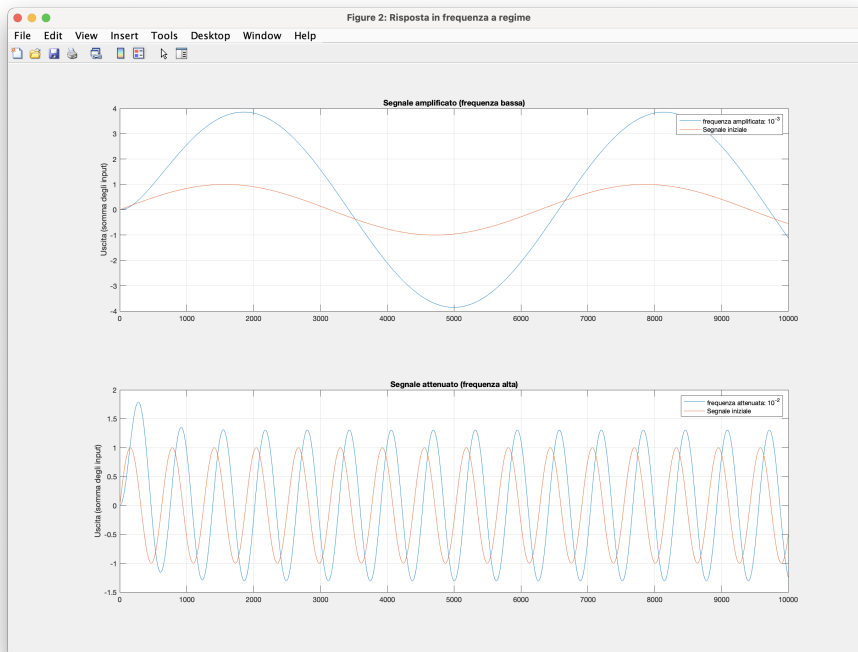 Figure 2: Risposta in frequenza a regime
File Edit View Insert Tools Desktop Window Help
Segnale amplificato (frequenza bassa)
4
3
2
1
0
-1
-2
-3
-4
Uscita (somma degli input)
frequenza amplificata: 10^-3
Segnale iniziale
0 1000 2000 3000 4000 5000 6000 7000 8000 9000 10000
Segnale attenuato (frequenza alta)
2
1.5
1
0.5
0
-0.5
-1
-1.5
Uscita (somma degli input)
frequenza attenuata: 10^-2
Segnale iniziale
0 1000 2000 3000 4000 5000 6000 7000 8000 9000 10000